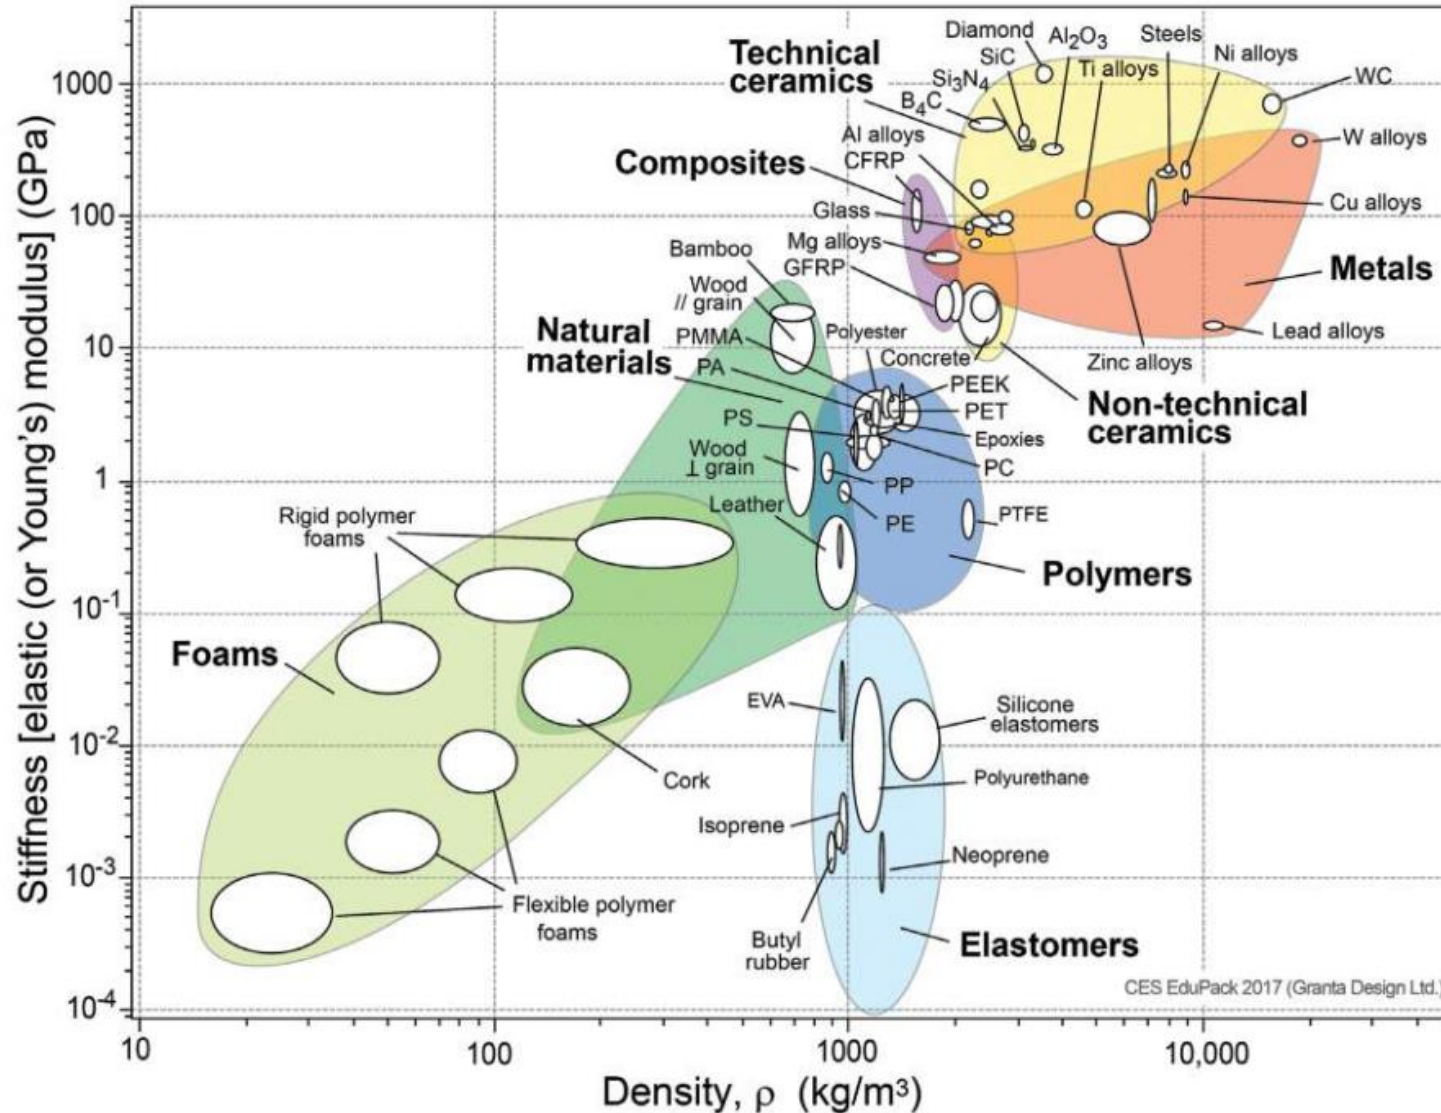 Stiffness [elastic (or Young's) modulus] (GPa)
1000
100
10
1
10⁻¹
10⁻²
10⁻³
10⁻⁴
Technical
ceramics
Diamond
SiC
Si₃N₄
B₄C
Al₂O₃
Ti alloys
Steels
Ni alloys
WC
W alloys
Al alloys
CFRP
Composites
Glass
Mg alloys
GFRP
Cu alloys
Metals
Lead alloys
Zinc alloys
Bamboo
Wood
// grain
Natural
materials
PMMA
Polyester
Concrete
PA
PEEK
PET
Non-technical
ceramics
PS
Epoxies
PC
Wood
⊥ grain
PP
Leather
PE
PTFE
Polymers
Rigid polymer
foams
Foams
EVA
Silicone
elastomers
Cork
Polyurethane
Isoprene
Neoprene
Flexible polymer
foams
Butyl
rubber
Elastomers
CES EduPack 2017 (Granta Design Ltd.)
10
100
1000
10,000
Density, ρ (kg/m³)